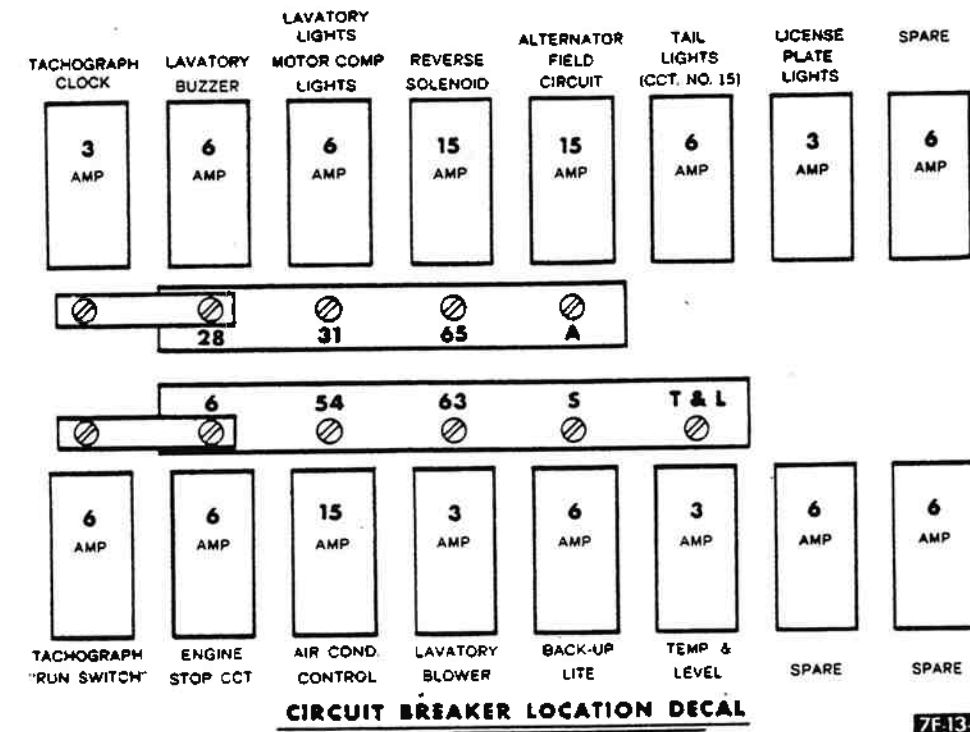 TACHOGRAPH
CLOCK
LAVATORY
BUZZER
LAVATORY
LIGHTS
MOTOR COMP
LIGHTS
REVERSE
SOLENOID
ALTERNATOR
FIELD
CIRCUIT
TAIL
LIGHTS
(CCT. NO. 15)
LICENSE
PLATE
LIGHTS
SPARE
3 AMP
6 AMP
6 AMP
15 AMP
15 AMP
6 AMP
3 AMP
6 AMP
28 31 65 A
6 54 63 S T & L
6 AMP
6 AMP
15 AMP
3 AMP
6 AMP
3 AMP
6 AMP
6 AMP
TACHOGRAPH
"RUN SWITCH"
ENGINE
STOP CCT
AIR COND.
CONTROL
LAVATORY
BLOWER
BACK-UP
LITE
TEMP &
LEVEL
SPARE
SPARE
CIRCUIT BREAKER LOCATION DECAL
7F-13-